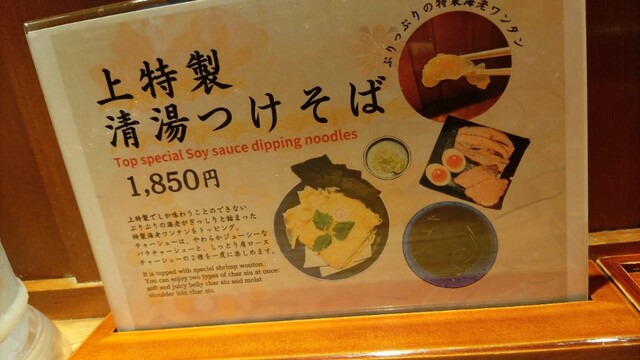 ぷりっぷりの特製海老ワンタン
上特製
清湯つけそば
Top special Soy sauce dipping noodles
1,850円
上特製でしか味わうことのできない
ぷりぷりの海老がぎっしりと詰まった
特製海老ワンタンをトッピング。
チャーシューは、やわらかジューシーな
バラチャーシューと、しっとり肩ロース
チャーシューの2種を一度に楽しめます。
It is topped with special shrimp wonton.
You can enjoy two types of char siu at once:
soft and juicy belly char siu and moist
shoulder loin char siu.